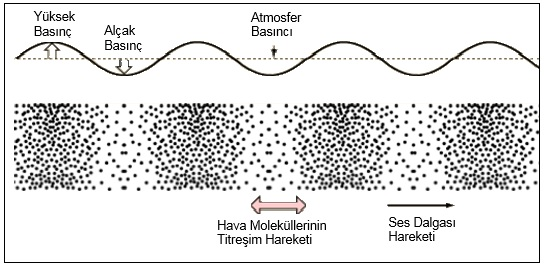 Yüksek
Basınç
Alçak
Basınç
Atmosfer
Basıncı
Hava Moleküllerinin
Titreşim Hareketi
Ses Dalgası
Hareketi